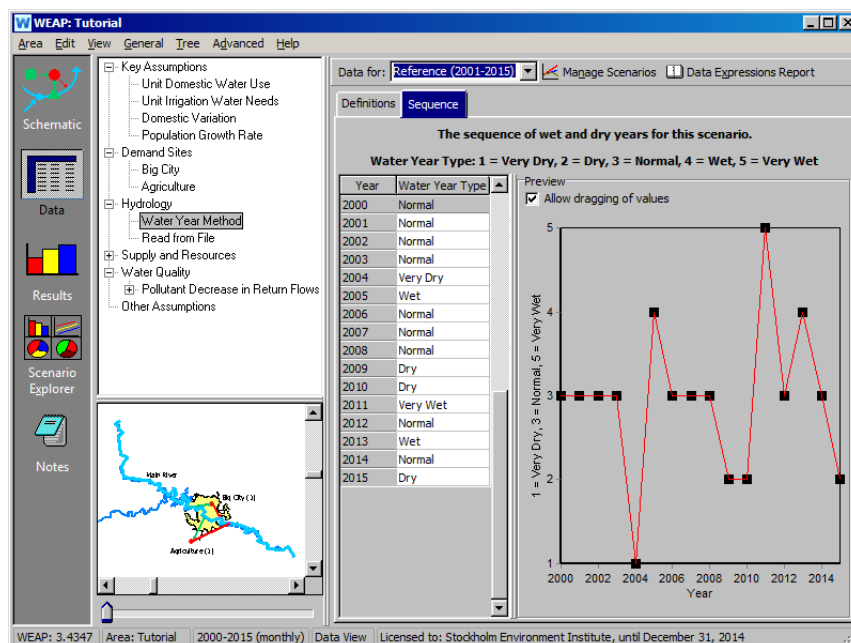 WEAP: Tutorial
Area Edit View General Tree Advanced Help
Schematic
Data
Results
Scenario
Explorer
Notes
Key Assumptions
Unit Domestic Water Use
Unit Irrigation Water Needs
Domestic Variation
Population Growth Rate
Demand Sites
Big City
Agriculture
Hydrology
Water Year Method
Read from File
Supply and Resources
Water Quality
Pollutant Decrease in Return Flows
Other Assumptions
Main River
Big City (1)
Agriculture (1)
Data for: Reference (2001-2015) Manage Scenarios Data Expressions Report
Definitions Sequence
The sequence of wet and dry years for this scenario.
Water Year Type: 1 = Very Dry, 2 = Dry, 3 = Normal, 4 = Wet, 5 = Very Wet
Year Water Year Type
2000 Normal
2001 Normal
2002 Normal
2003 Normal
2004 Very Dry
2005 Wet
2006 Normal
2007 Normal
2008 Normal
2009 Dry
2010 Dry
2011 Very Wet
2012 Normal
2013 Wet
2014 Normal
2015 Dry
Preview
Allow dragging of values
1 = Very Dry, 3 = Normal, 5 = Very Wet
5
4
3
2
1
2000 2002 2004 2006 2008 2010 2012 2014
Year
WEAP: 3.4347 Area: Tutorial 2000-2015 (monthly) Data View Licensed to: Stockholm Environment Institute, until December 31, 2014